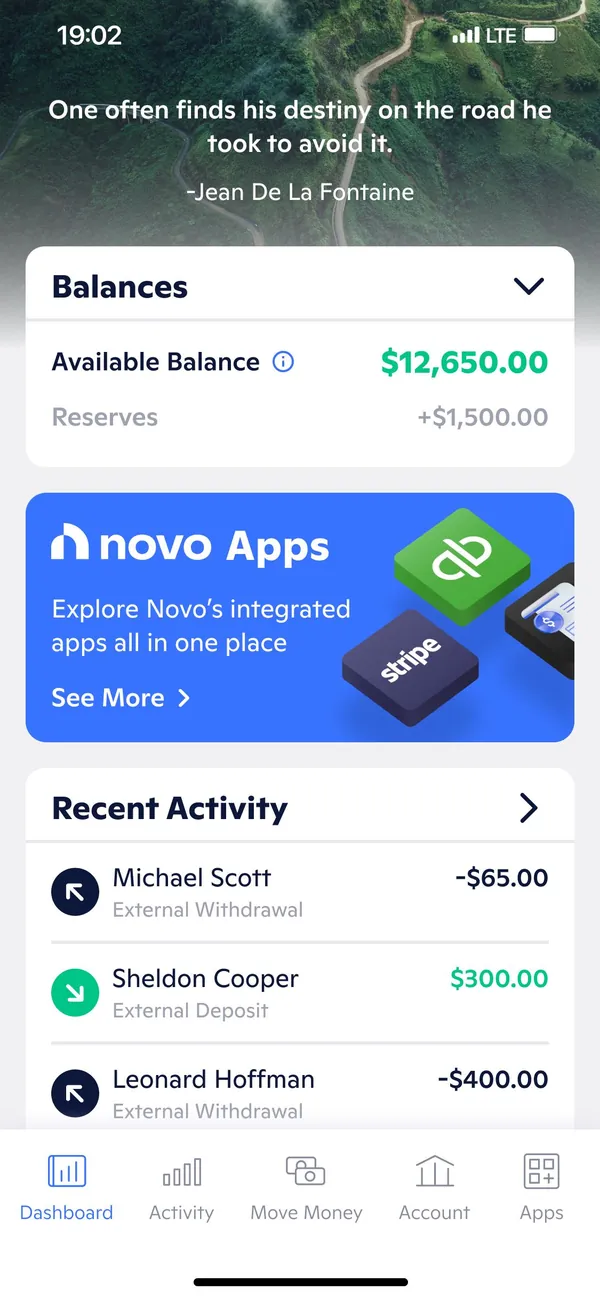 19:02
LTE
One often finds his destiny on the road he
took to avoid it.
-Jean De La Fontaine
Balances
Available Balance
$12,650.00
Reserves
+$1,500.00
novo Apps
Explore Novo's integrated
apps all in one place
See More
stripe
qb
$
Recent Activity
Michael Scott
-$65.00
External Withdrawal
Sheldon Cooper
$300.00
External Deposit
Leonard Hoffman
-$400.00
External Withdrawal
Dashboard
Activity
Move Money
Account
Apps